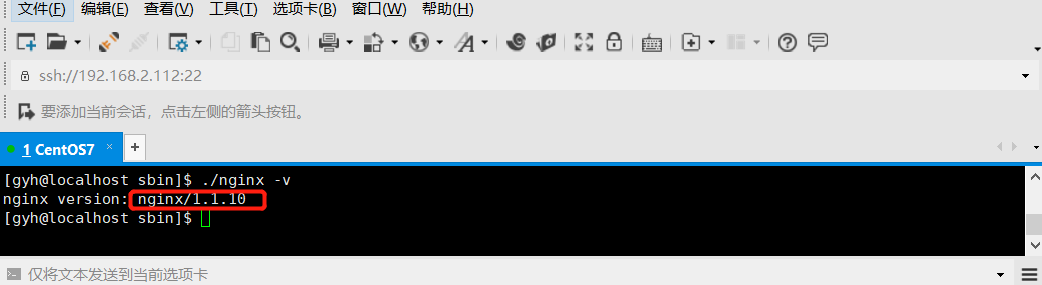 文件(F) 编辑(E) 查看(V) 工具(T) 选项卡(B) 窗口(W) 帮助(H)
ssh://192.168.2.112:22
要添加当前会话，点击左侧的箭头按钮。
1 CentOS7 × +
[gyh@localhost sbin]$ ./nginx -v
nginx version: nginx/1.1.10
[gyh@localhost sbin]$
仅将文本发送到当前选项卡